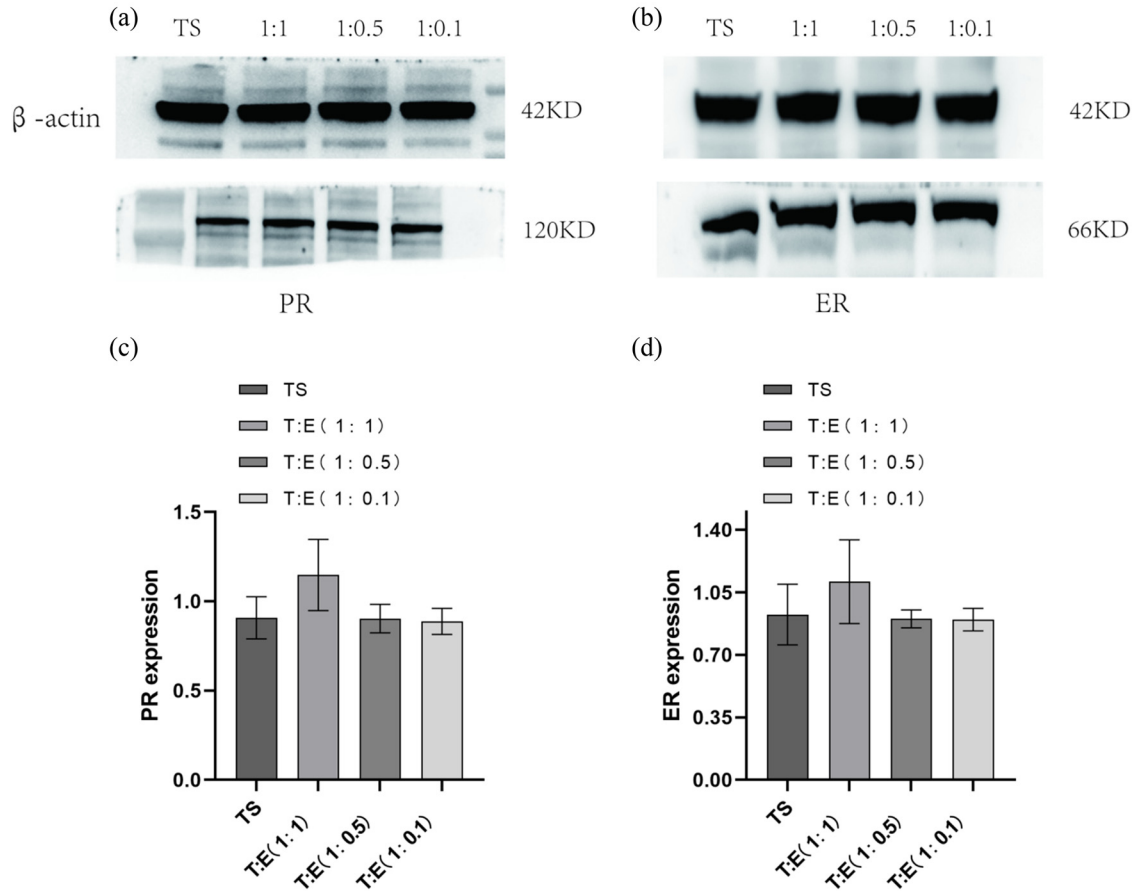 (a)
TS 1:1 1:0.5 1:0.1
β -actin
42KD
120KD
PR
(b)
TS 1:1 1:0.5 1:0.1
42KD
66KD
ER
(c)
TS
T:E( 1: 1)
T:E( 1: 0.5)
T:E( 1: 0.1)
PR expression
1.5
1.0
0.5
0.0
TS
T:E(1: 1)
T:E(1: 0.5)
T:E(1: 0.1)
(d)
TS
T:E( 1: 1)
T:E( 1: 0.5)
T:E( 1: 0.1)
ER expression
1.40
1.05
0.70
0.35
0.00
TS
T:E(1: 1)
T:E(1: 0.5)
T:E(1: 0.1)